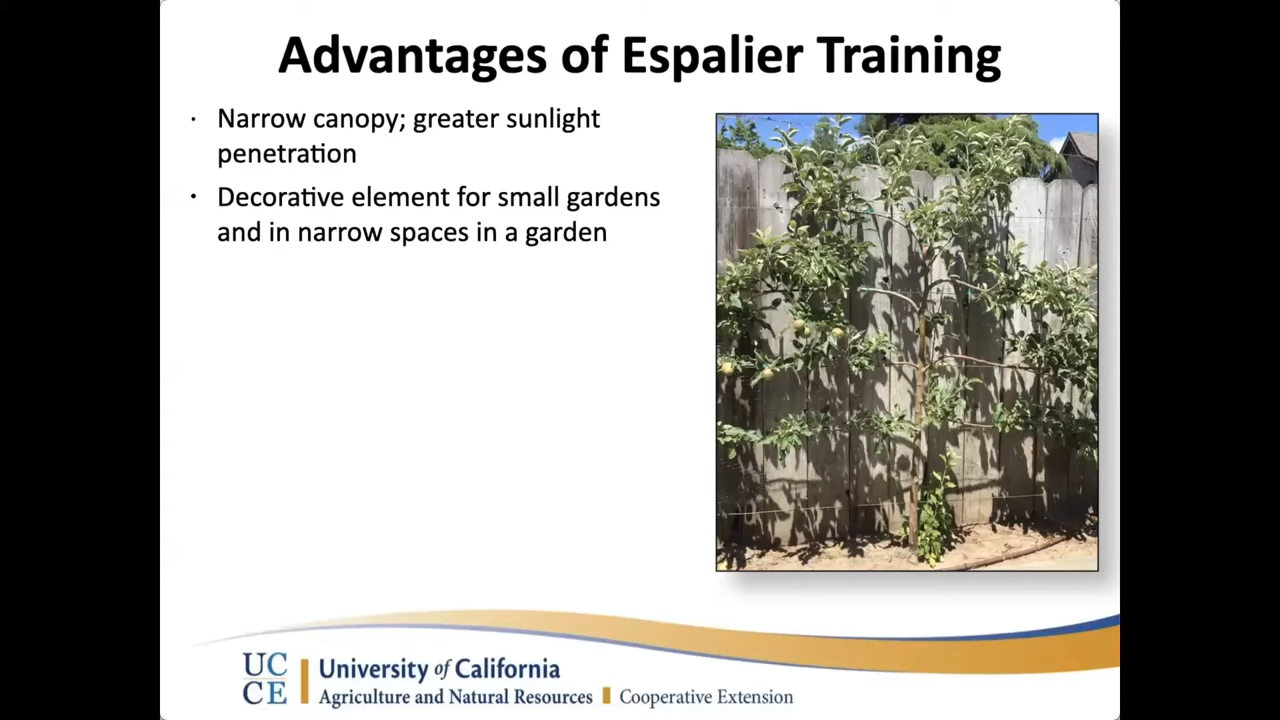 Advantages of Espalier Training
· Narrow canopy; greater sunlight
penetration
· Decorative element for small gardens
and in narrow spaces in a garden
UC
CE
University of California
Agriculture and Natural Resources Cooperative Extension